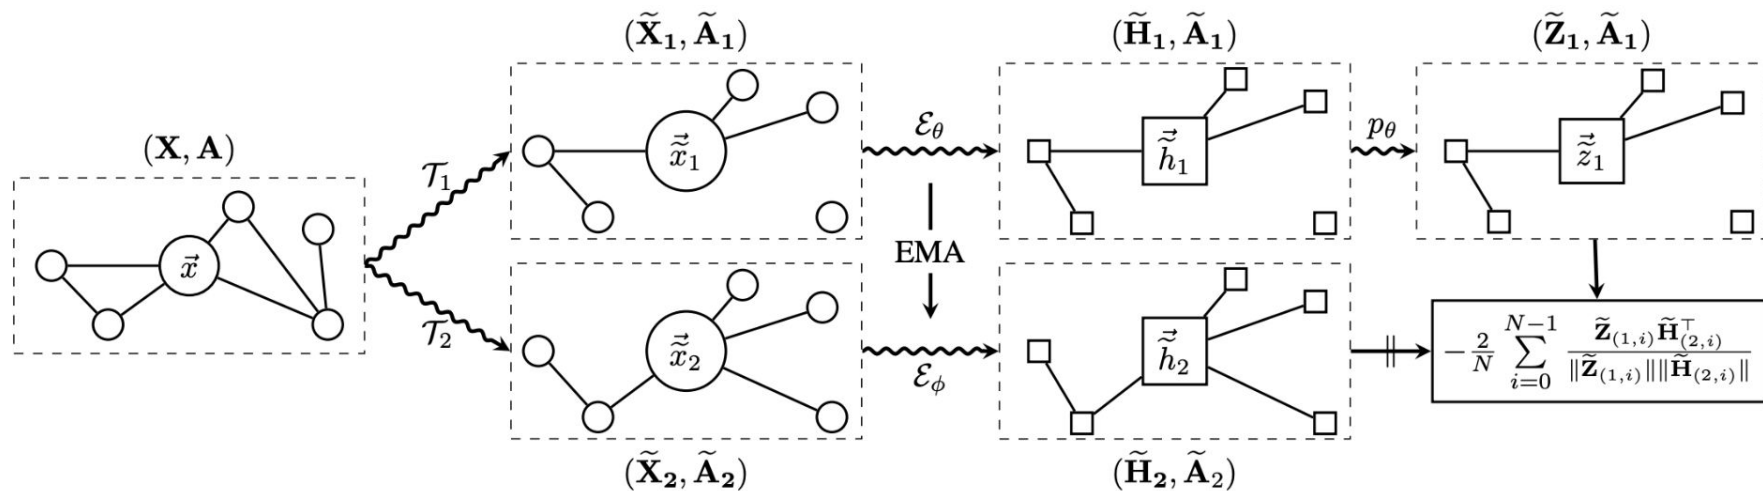 (X, A)
𝒯₁
𝒯₂
(X̃₁, Ã₁)
(X̃₂, Ã₂)
x⃗
x̃⃗₁
x̃⃗₂
ℰ_θ
EMA
ℰ_ϕ
(H̃₁, Ã₁)
(H̃₂, Ã₂)
h̃⃗₁
h̃⃗₂
p_θ
(Z̃₁, Ã₁)
z̃⃗₁
−2/N ∑_{i=0}^{N−1} Z̃_{(1,i)} H̃_{(2,i)}^⊤ / ‖Z̃_{(1,i)}‖‖H̃_{(2,i)}‖